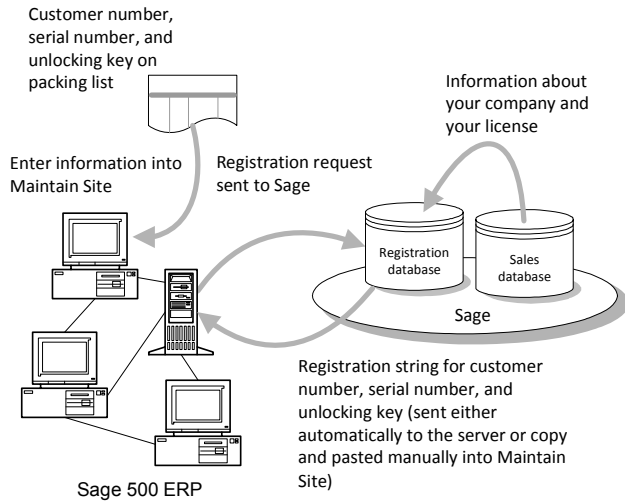 Customer number,
serial number, and
unlocking key on
packing list
Information about
your company and
your license
Enter information into
Maintain Site
Registration request
sent to Sage
Registration
database
Sales
database
Sage
Registration string for customer
number, serial number, and
unlocking key (sent either
automatically to the server or copy
and pasted manually into Maintain
Site)
Sage 500 ERP